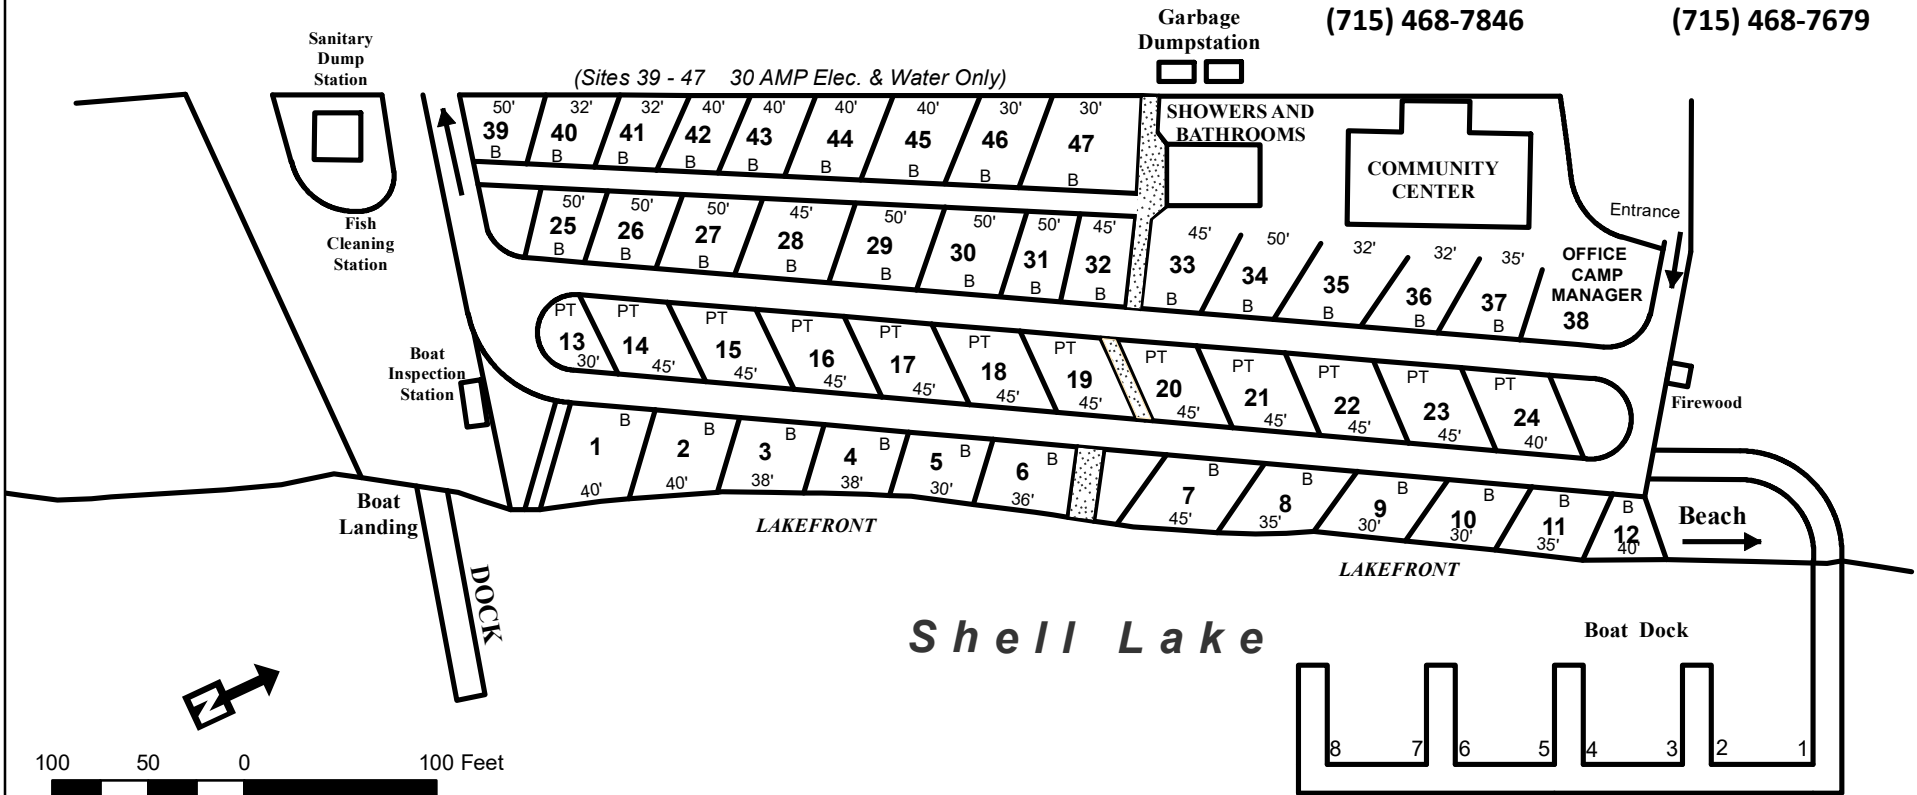 (715) 468-7846
(715) 468-7679
Garbage
Dumpstation
Sanitary
Dump
Station
(Sites 39 - 47 30 AMP Elec. & Water Only)
50' 32' 32' 40' 40' 40' 40' 30' 30'
39 40 41 42 43 44 45 46 47
B B B B B B B B B
SHOWERS AND
BATHROOMS
COMMUNITY
CENTER
Entrance
Fish
Cleaning
Station
50' 50' 50' 45' 50' 50' 50' 45' 45' 50' 32' 32' 35'
25 26 27 28 29 30 31 32 33 34 35 36 37
B B B B B B B B B B B B B
OFFICE
CAMP
MANAGER
38
PT PT PT PT PT PT PT PT PT PT PT PT
13 14 15 16 17 18 19 20 21 22 23 24
30' 45' 45' 45' 45' 45' 45' 45' 45' 45' 45' 40'
Boat
Inspection
Station
Firewood
B B B B B B B B B B B B
1 2 3 4 5 6 7 8 9 10 11 12
40' 40' 38' 38' 30' 36' 45' 35' 30' 30' 35' 40'
Boat
Landing
LAKEFRONT
LAKEFRONT
Beach
DOCK
Shell Lake
Boat Dock
N
8 7 6 5 4 3 2 1
100 50 0 100 Feet